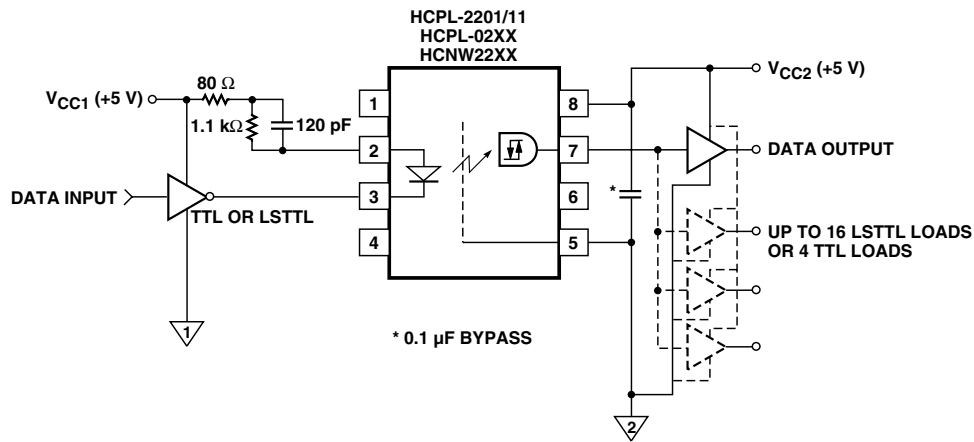 HCPL-2201/11
HCPL-02XX
HCNW22XX
80 Ω
VCC1 (+5 V)
1.1 kΩ
120 pF
1
2
3
4
8
7
6
5
VCC2 (+5 V)
DATA OUTPUT
DATA INPUT
TTL OR LSTTL
*
UP TO 16 LSTTL LOADS
OR 4 TTL LOADS
1
* 0.1 µF BYPASS
2